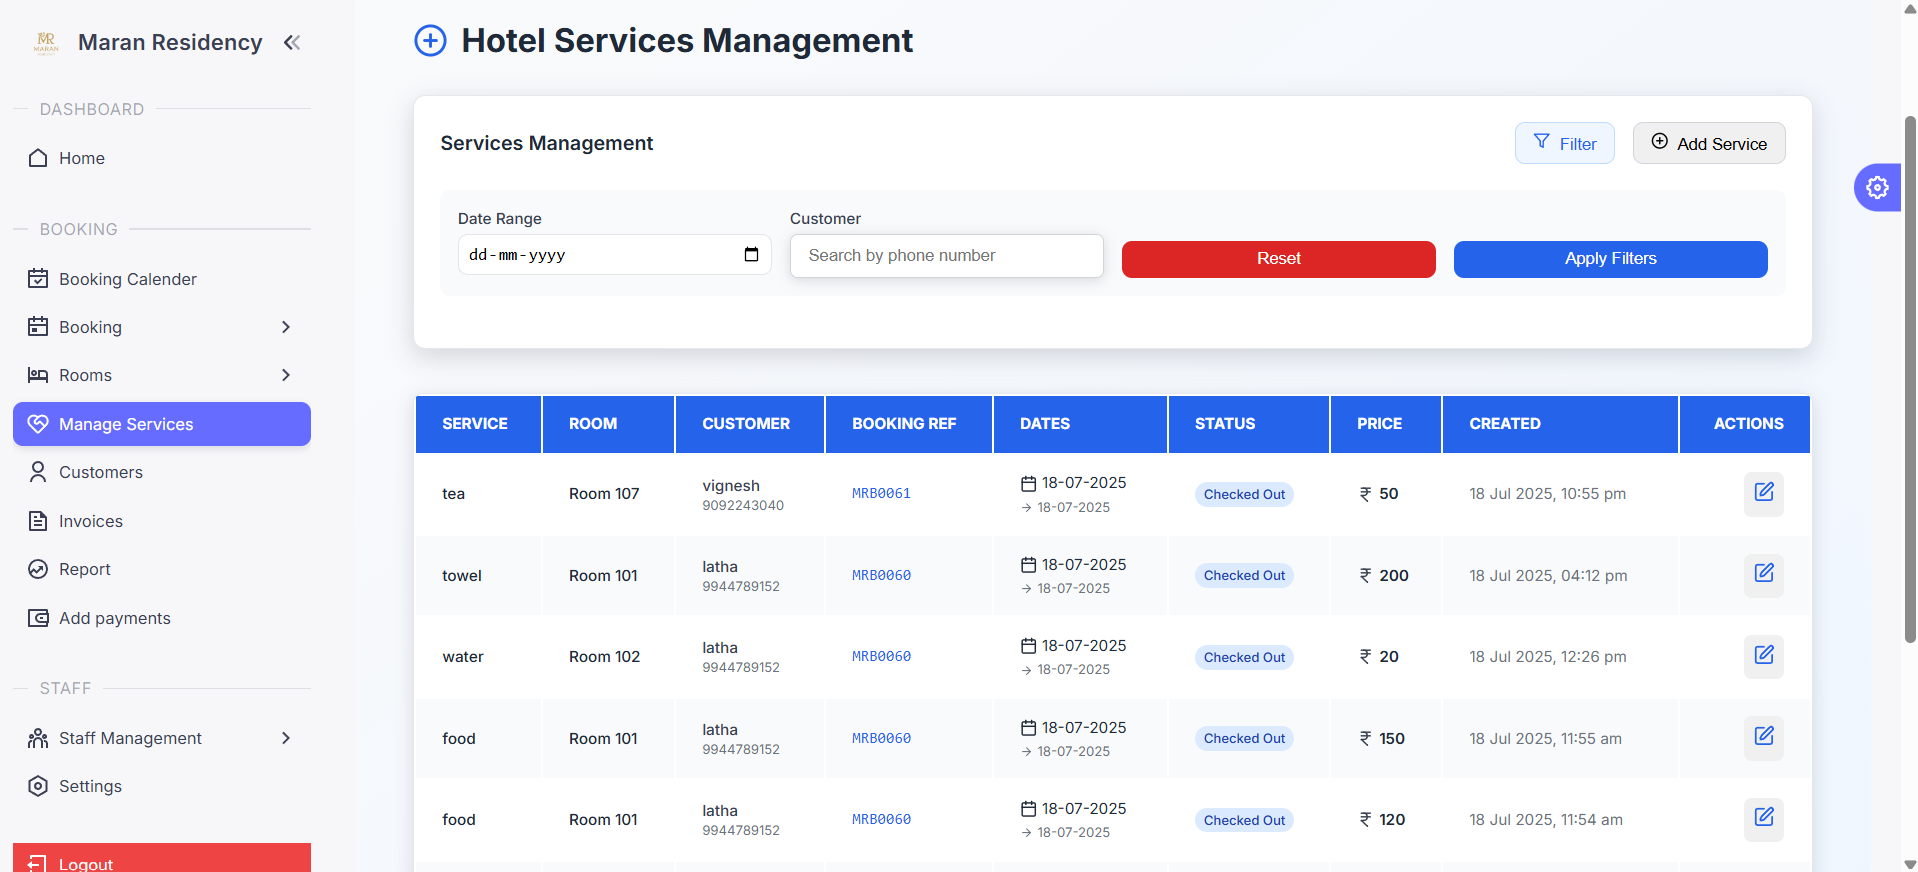 MR
MARAN
Maran Residency
DASHBOARD
Home
BOOKING
Booking Calender
Booking
Rooms
Manage Services
Customers
Invoices
Report
Add payments
STAFF
Staff Management
Settings
Logout
Hotel Services Management
Services Management
Filter
Add Service
Date Range
Customer
dd-mm-yyyy
Search by phone number
Reset
Apply Filters
SERVICE ROOM CUSTOMER BOOKING REF DATES STATUS PRICE CREATED ACTIONS
tea Room 107 vignesh MRB0061 18-07-2025 Checked Out ₹ 50 18 Jul 2025, 10:55 pm
9092243040 → 18-07-2025
towel Room 101 latha MRB0060 18-07-2025 Checked Out ₹ 200 18 Jul 2025, 04:12 pm
9944789152 → 18-07-2025
water Room 102 latha MRB0060 18-07-2025 Checked Out ₹ 20 18 Jul 2025, 12:26 pm
9944789152 → 18-07-2025
food Room 101 latha MRB0060 18-07-2025 Checked Out ₹ 150 18 Jul 2025, 11:55 am
9944789152 → 18-07-2025
food Room 101 latha MRB0060 18-07-2025 Checked Out ₹ 120 18 Jul 2025, 11:54 am
9944789152 → 18-07-2025